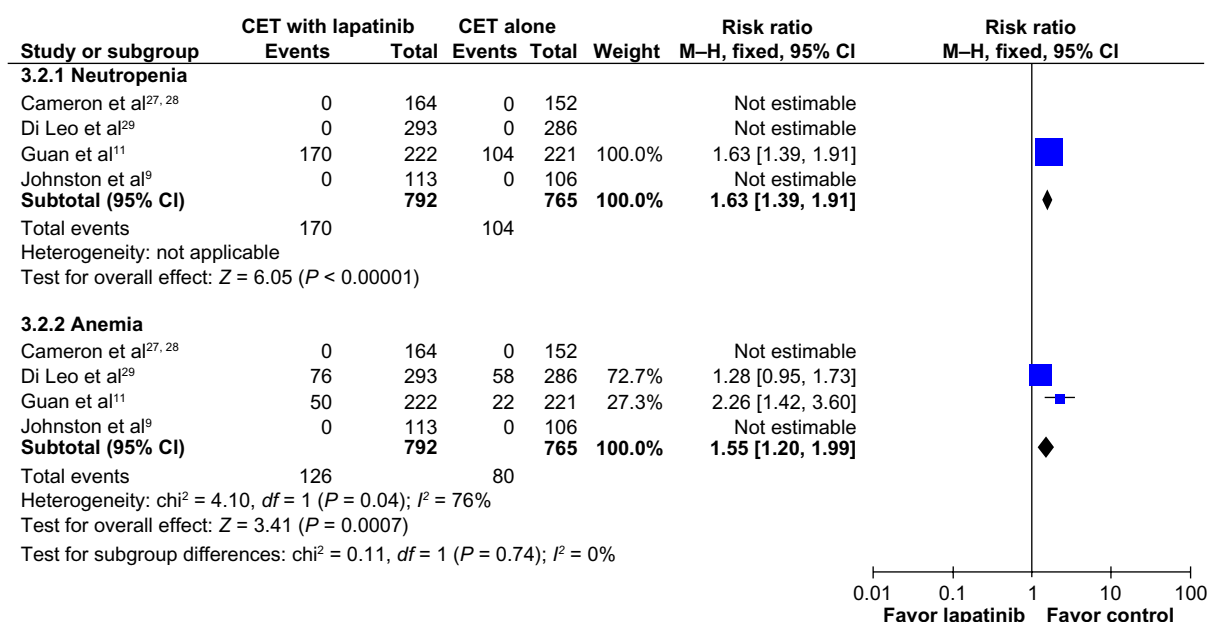 CET with lapatinib CET alone Risk ratio Risk ratio
Study or subgroup Events Total Events Total Weight M–H, fixed, 95% CI M–H, fixed, 95% CI
3.2.1 Neutropenia
Cameron et al27, 28 0 164 0 152 Not estimable
Di Leo et al29 0 293 0 286 Not estimable
Guan et al11 170 222 104 221 100.0% 1.63 [1.39, 1.91]
Johnston et al9 0 113 0 106 Not estimable
Subtotal (95% CI) 792 765 100.0% 1.63 [1.39, 1.91]
Total events 170 104
Heterogeneity: not applicable
Test for overall effect: Z = 6.05 (P < 0.00001)
3.2.2 Anemia
Cameron et al27, 28 0 164 0 152 Not estimable
Di Leo et al29 76 293 58 286 72.7% 1.28 [0.95, 1.73]
Guan et al11 50 222 22 221 27.3% 2.26 [1.42, 3.60]
Johnston et al9 0 113 0 106 Not estimable
Subtotal (95% CI) 792 765 100.0% 1.55 [1.20, 1.99]
Total events 126 80
Heterogeneity: chi2 = 4.10, df = 1 (P = 0.04); I2 = 76%
Test for overall effect: Z = 3.41 (P = 0.0007)
Test for subgroup differences: chi2 = 0.11, df = 1 (P = 0.74); I2 = 0%
0.01 0.1 1 10 100
Favor lapatinib Favor control